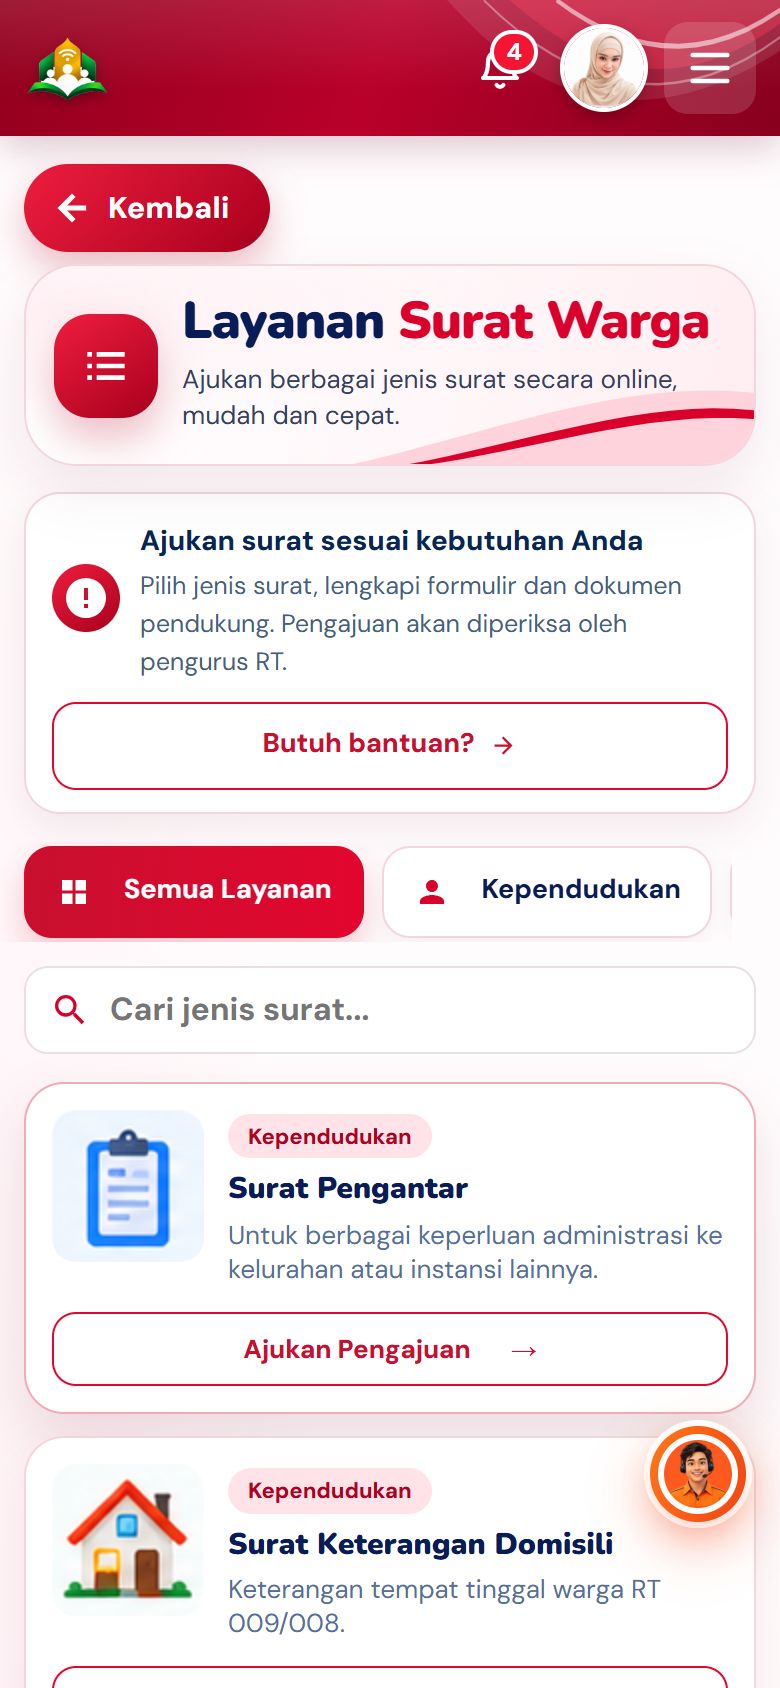 4
Kembali
Layanan Surat Warga
Ajukan berbagai jenis surat secara online,
mudah dan cepat.
Ajukan surat sesuai kebutuhan Anda
Pilih jenis surat, lengkapi formulir dan dokumen
pendukung. Pengajuan akan diperiksa oleh
pengurus RT.
Butuh bantuan? →
Semua Layanan
Kependudukan
Cari jenis surat...
Kependudukan
Surat Pengantar
Untuk berbagai keperluan administrasi ke
kelurahan atau instansi lainnya.
Ajukan Pengajuan →
Kependudukan
Surat Keterangan Domisili
Keterangan tempat tinggal warga RT
009/008.